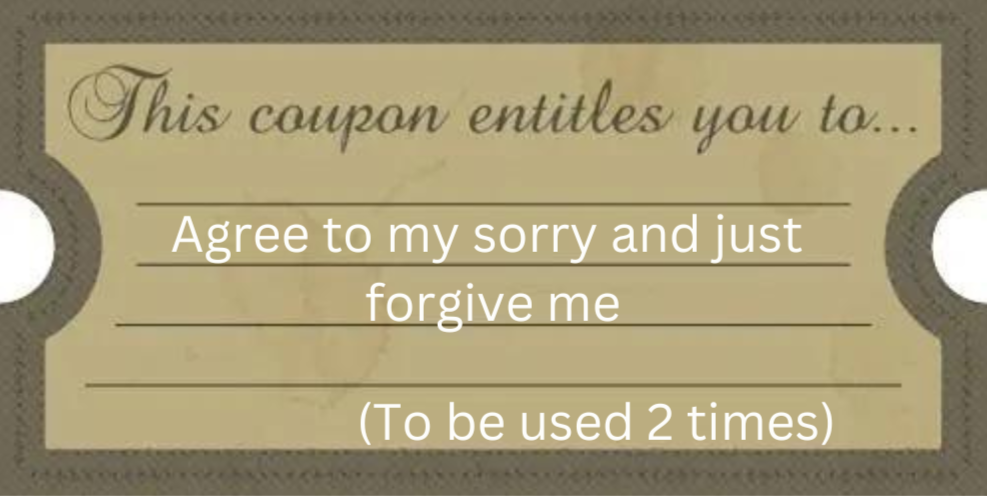 This coupon entitles you to...
Agree to my sorry and just
forgive me
(To be used 2 times)